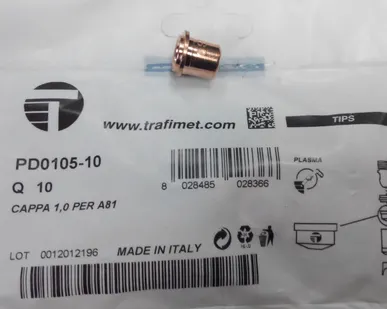 www.trafimet.com
TIPS
PD0105-10
Q 10
CAPPA 1,0 PER A81
8 028485 028366
PLASMA
LOT 0012012196 MADE IN ITALY